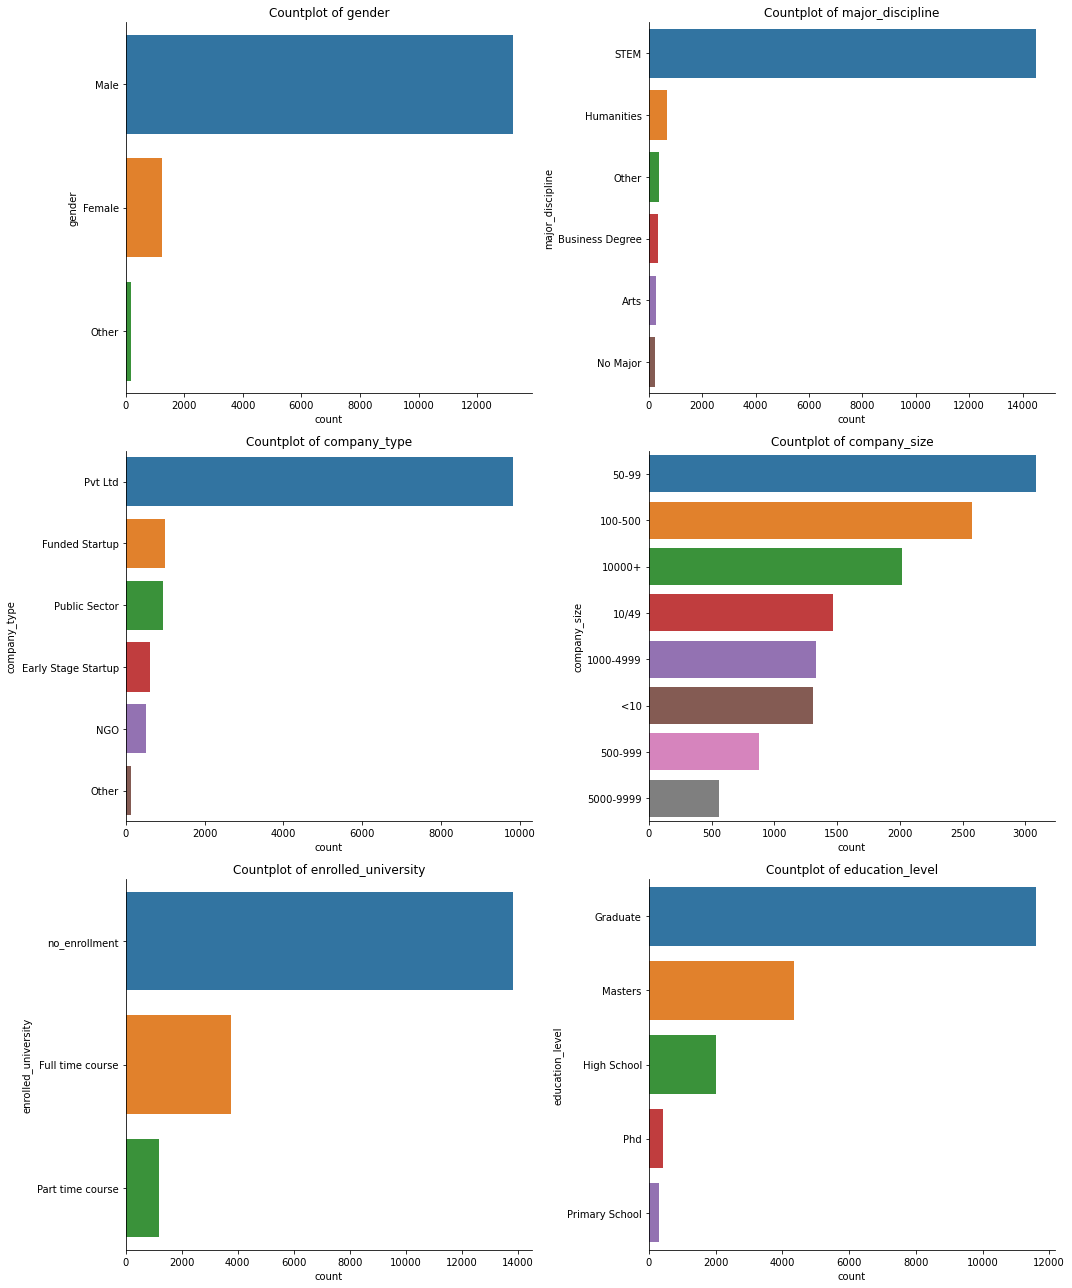 Countplot of gender
Male
Female
Other
gender
0 2000 4000 6000 8000 10000 12000
count
Countplot of major_discipline
STEM
Humanities
Other
Business Degree
Arts
No Major
major_discipline
0 2000 4000 6000 8000 10000 12000 14000
count
Countplot of company_type
Pvt Ltd
Funded Startup
Public Sector
Early Stage Startup
NGO
Other
company_type
0 2000 4000 6000 8000 10000
count
Countplot of company_size
50-99
100-500
10000+
10/49
1000-4999
<10
500-999
5000-9999
company_size
0 500 1000 1500 2000 2500 3000
count
Countplot of enrolled_university
no_enrollment
Full time course
Part time course
enrolled_university
0 2000 4000 6000 8000 10000 12000 14000
count
Countplot of education_level
Graduate
Masters
High School
Phd
Primary School
education_level
0 2000 4000 6000 8000 10000 12000
count